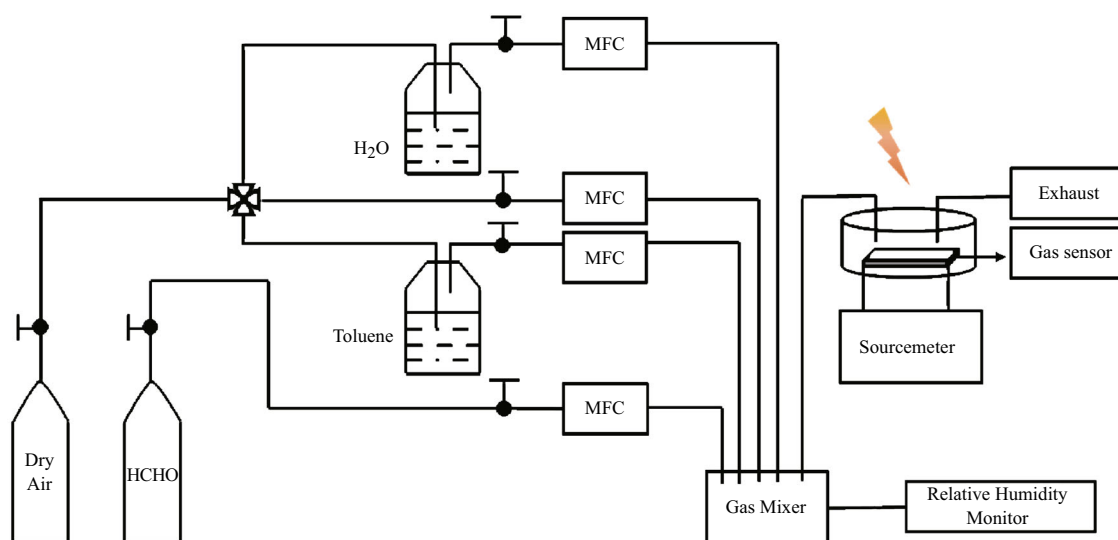 MFC
H₂O
MFC
MFC
Toluene
MFC
Dry
Air
HCHO
Gas Mixer
Relative Humidity
Monitor
Exhaust
Gas sensor
Sourcemeter